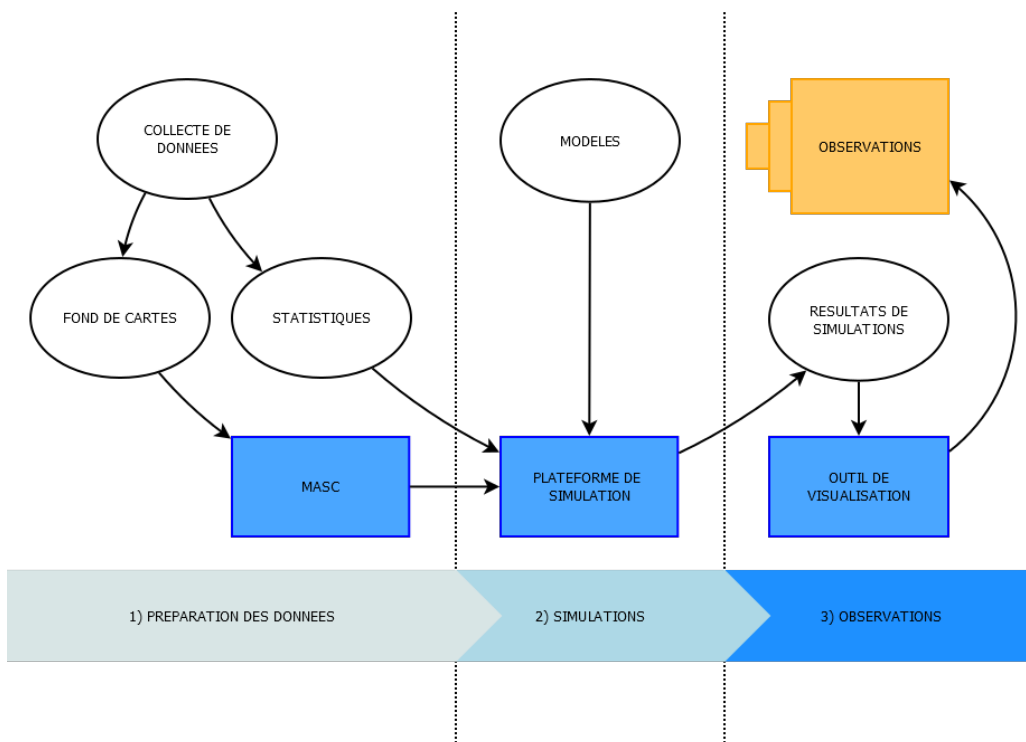 COLLECTE DE
DONNEES
MODELES
OBSERVATIONS
FOND DE CARTES
STATISTIQUES
RESULTATS DE
SIMULATIONS
MASC
PLATEFORME DE
SIMULATION
OUTIL DE
VISUALISATION
1) PREPARATION DES DONNEES
2) SIMULATIONS
3) OBSERVATIONS